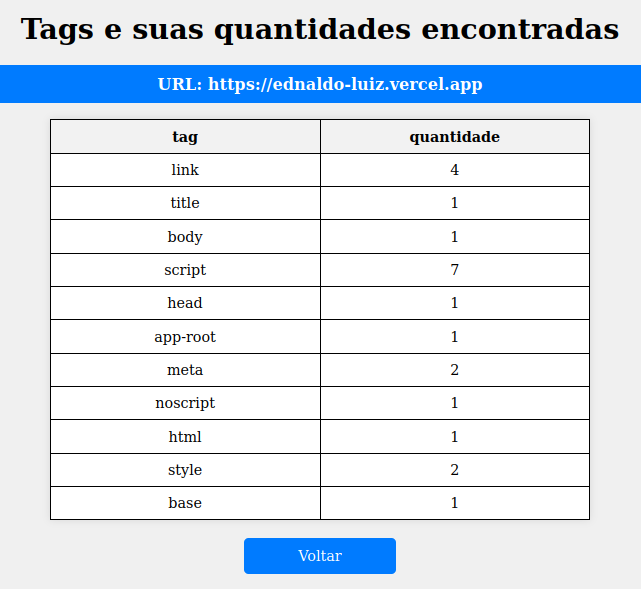 Tags e suas quantidades encontradas
URL: https://ednaldo-luiz.vercel.app
tag quantidade
link 4
title 1
body 1
script 7
head 1
app-root 1
meta 2
noscript 1
html 1
style 2
base 1
Voltar